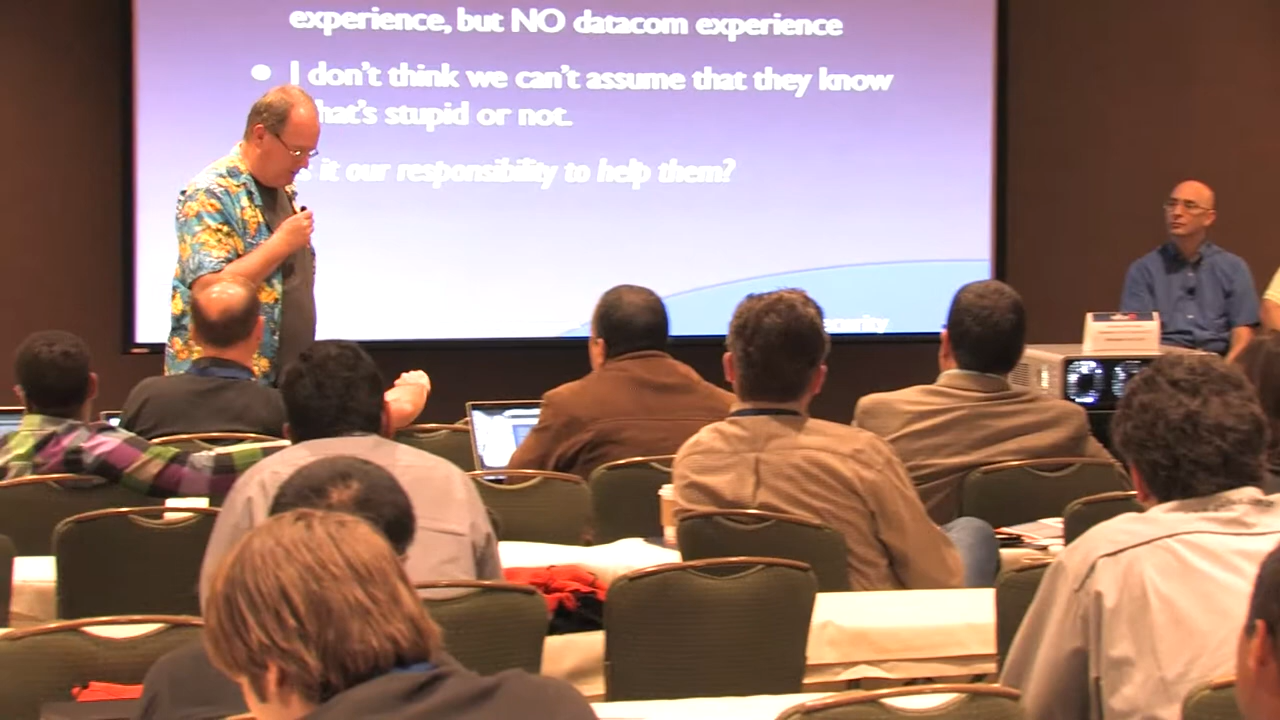 experience, but NO datacom experience
• I don't think we can't assume that they know
hat's stupid or not.
it our responsibility to help them?